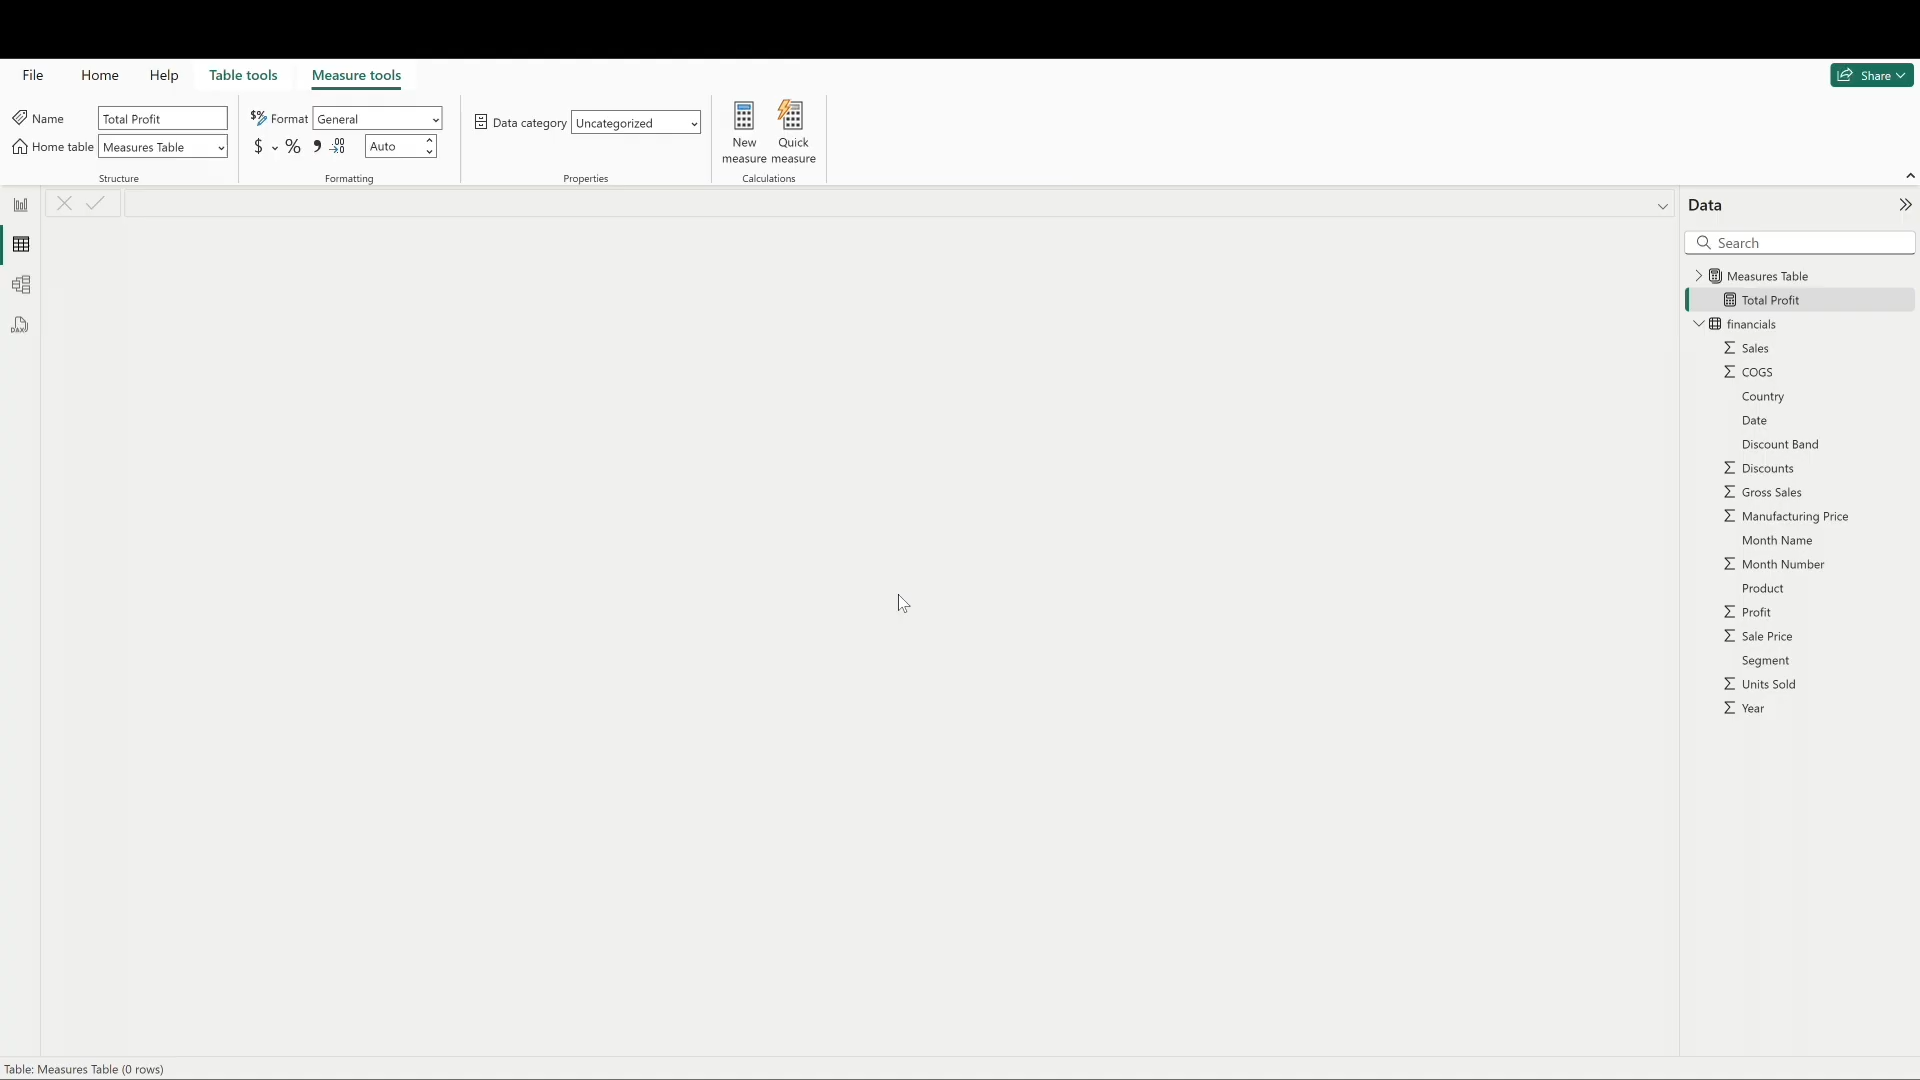 File Home Help Table tools Measure tools Share
Name Total Profit
Home table Measures Table
Structure
Format General
$ % Auto
Formatting
Data category Uncategorized
Properties
New measure
Quick measure
Calculations
Data
Search
Measures Table
Total Profit
financials
Sales
COGS
Country
Date
Discount Band
Discounts
Gross Sales
Manufacturing Price
Month Name
Month Number
Product
Profit
Sale Price
Segment
Units Sold
Year
DAX
Table: Measures Table (0 rows)